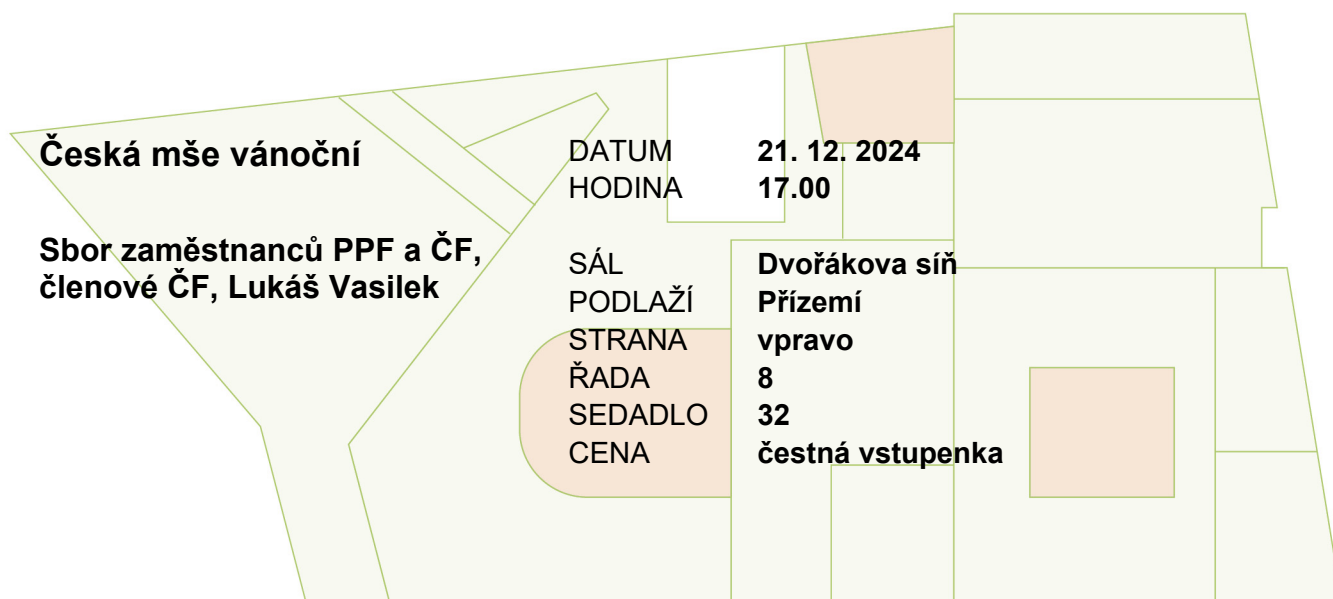 Česká mše vánoční
Sbor zaměstnanců PPF a ČF,
členové ČF, Lukáš Vasilek
DATUM 21. 12. 2024
HODINA 17.00
SÁL Dvořákova síň
PODLAŽÍ Přízemí
STRANA vpravo
ŘADA 8
SEDADLO 32
CENA čestná vstupenka